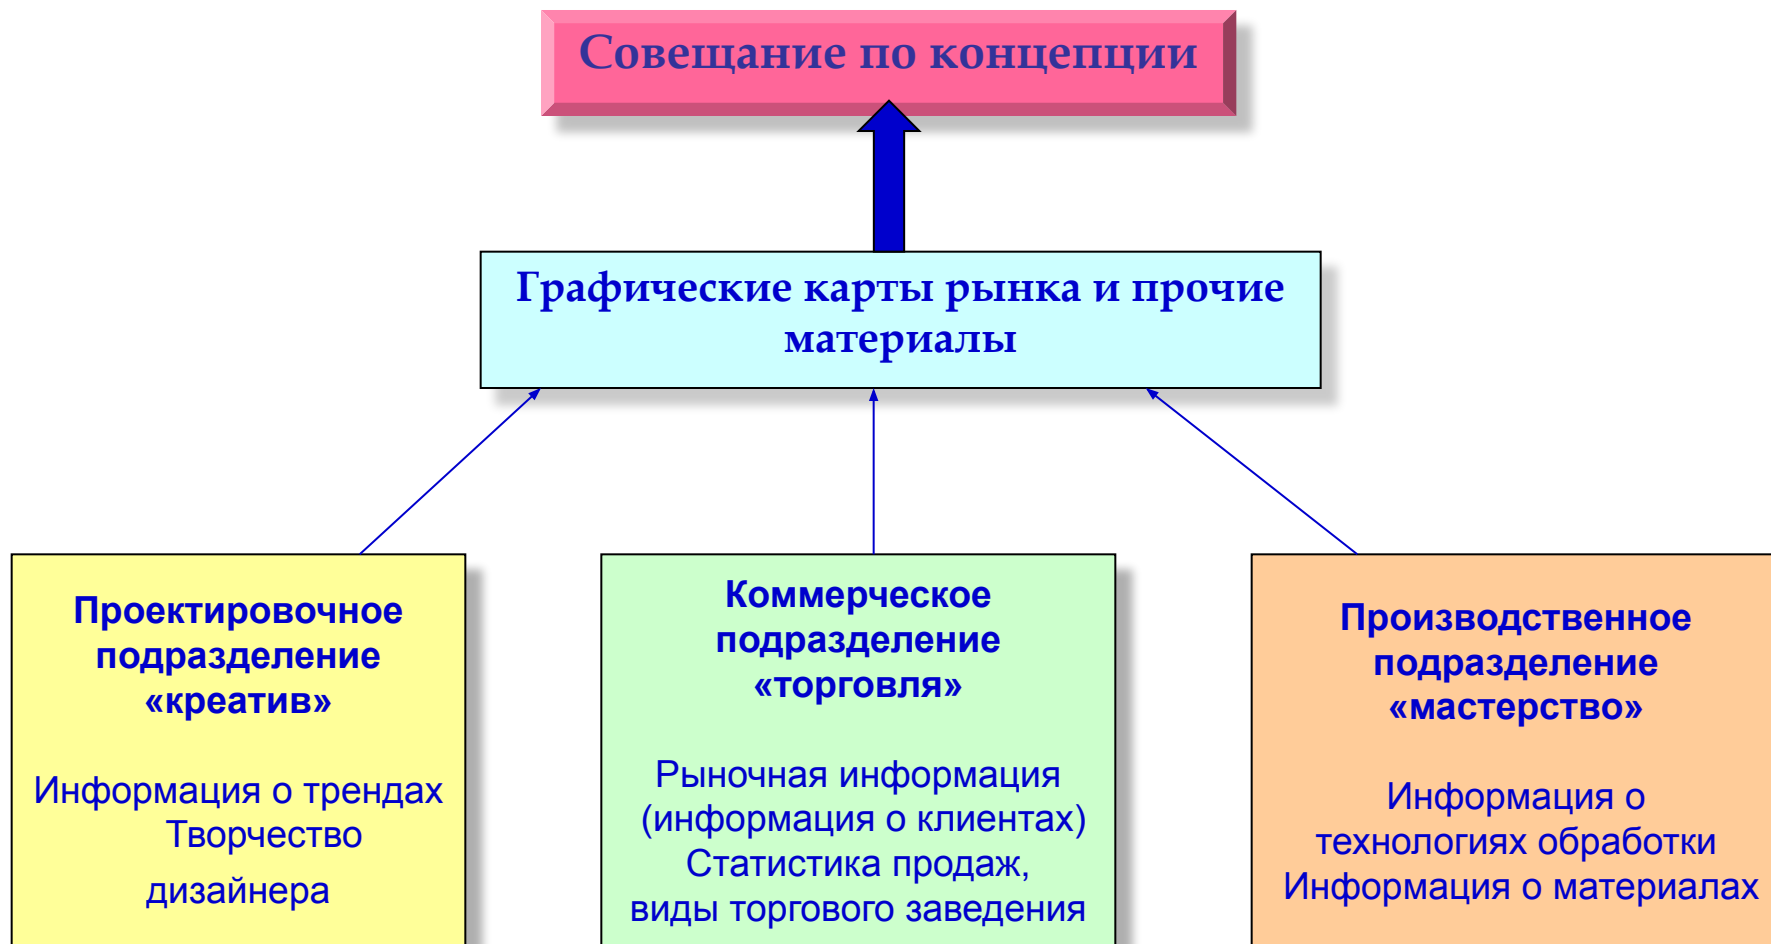 Совещание по концепции
Графические карты рынка и прочие
материалы
Проектировочное
подразделение
«креатив»
Информация о трендах
Творчество
дизайнера
Коммерческое
подразделение
«торговля»
Рыночная информация
(информация о клиентах)
Статистика продаж,
виды торгового заведения
Производственное
подразделение
«мастерство»
Информация о
технологиях обработки
Информация о материалах